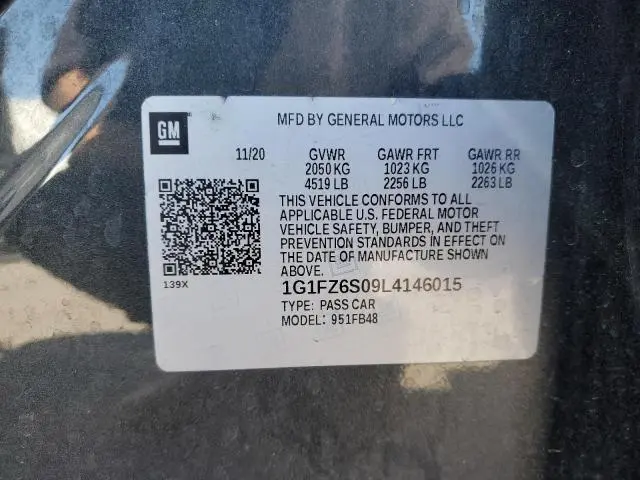 GM
MFD BY GENERAL MOTORS LLC
11/20 GVWR GAWR FRT GAWR RR
2050 KG 1023 KG 1026 KG
4519 LB 2256 LB 2263 LB
THIS VEHICLE CONFORMS TO ALL
APPLICABLE U.S. FEDERAL MOTOR
VEHICLE SAFETY, BUMPER, AND THEFT
PREVENTION STANDARDS IN EFFECT ON
THE DATE OF MANUFACTURE SHOWN
ABOVE.
139X
1G1FZ6S09L4146015
TYPE: PASS CAR
MODEL: 951FB48